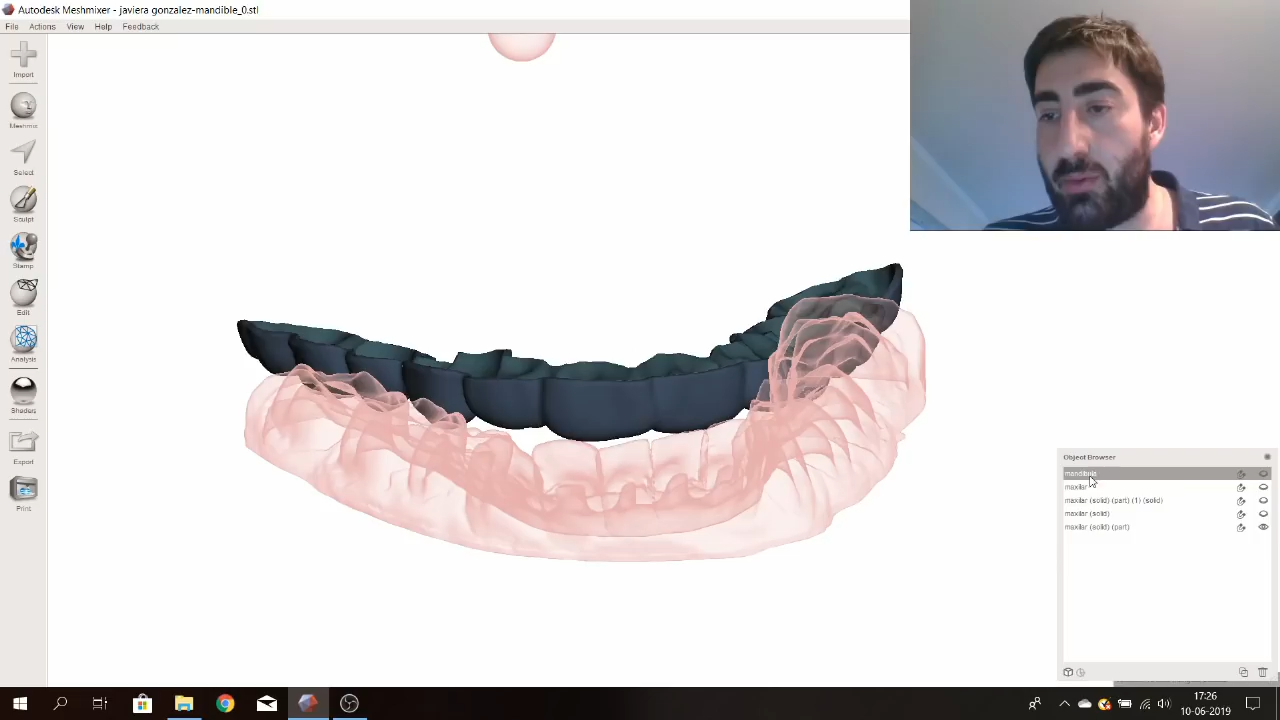 Autodesk Meshmixer - javiera gonzalez-mandible_0.stl
File Actions View Help Feedback
Import
Meshmix
Select
Sculpt
Stamp
Edit
Analysis
Shaders
Export
Print
Object Browser
mandibula
maxilar
maxilar (solid) (part) (1) (solid)
maxilar (solid)
maxilar (solid) (part)
17:26
10-06-2019